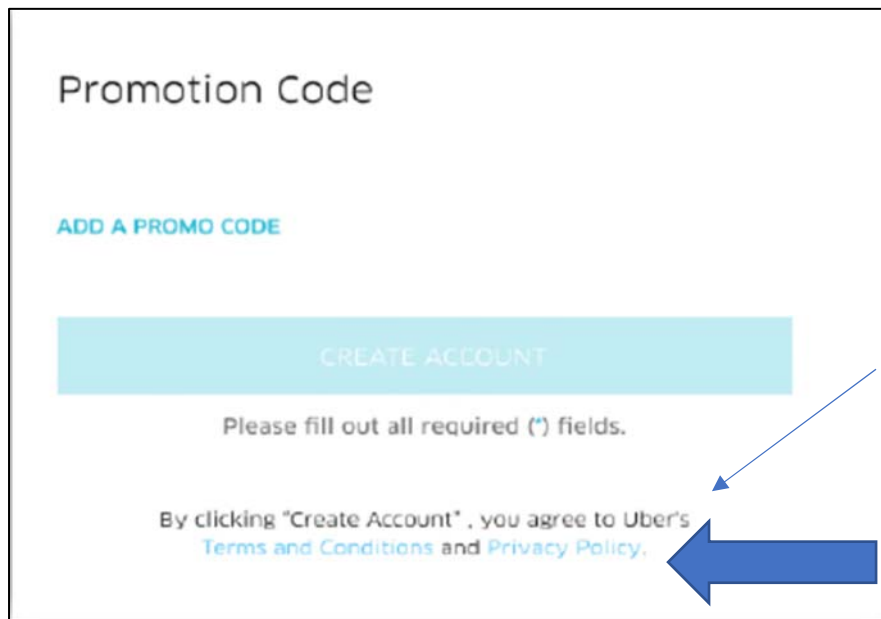 Promotion Code
ADD A PROMO CODE
CREATE ACCOUNT
Please fill out all required (*) fields.
By clicking "Create Account" , you agree to Uber's
Terms and Conditions and Privacy Policy.